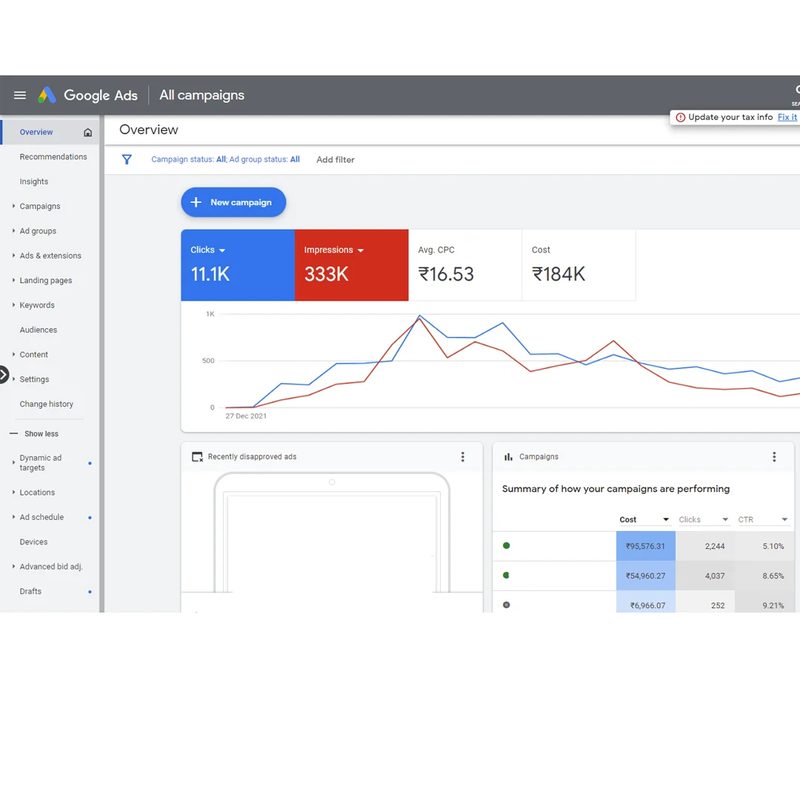 Google Ads All campaigns
Update your tax info Fix it
Overview
Recommendations
Insights
Campaigns
Ad groups
Ads & extensions
Landing pages
Keywords
Audiences
Content
Settings
Change history
Show less
Dynamic ad
targets
Locations
Ad schedule
Devices
Advanced bid adj.
Drafts
Overview
Campaign status: All, Ad group status: All Add filter
New campaign
Clicks Impressions Avg. CPC Cost
11.1K 333K ₹16.53 ₹184K
1K
500
0
27 Dec 2021
Recently disapproved ads
Campaigns
Summary of how your campaigns are performing
Cost Clicks CTR
₹95,576.31 2,244 5.10%
₹54,960.27 4,037 8.65%
₹6,966.07 252 9.21%